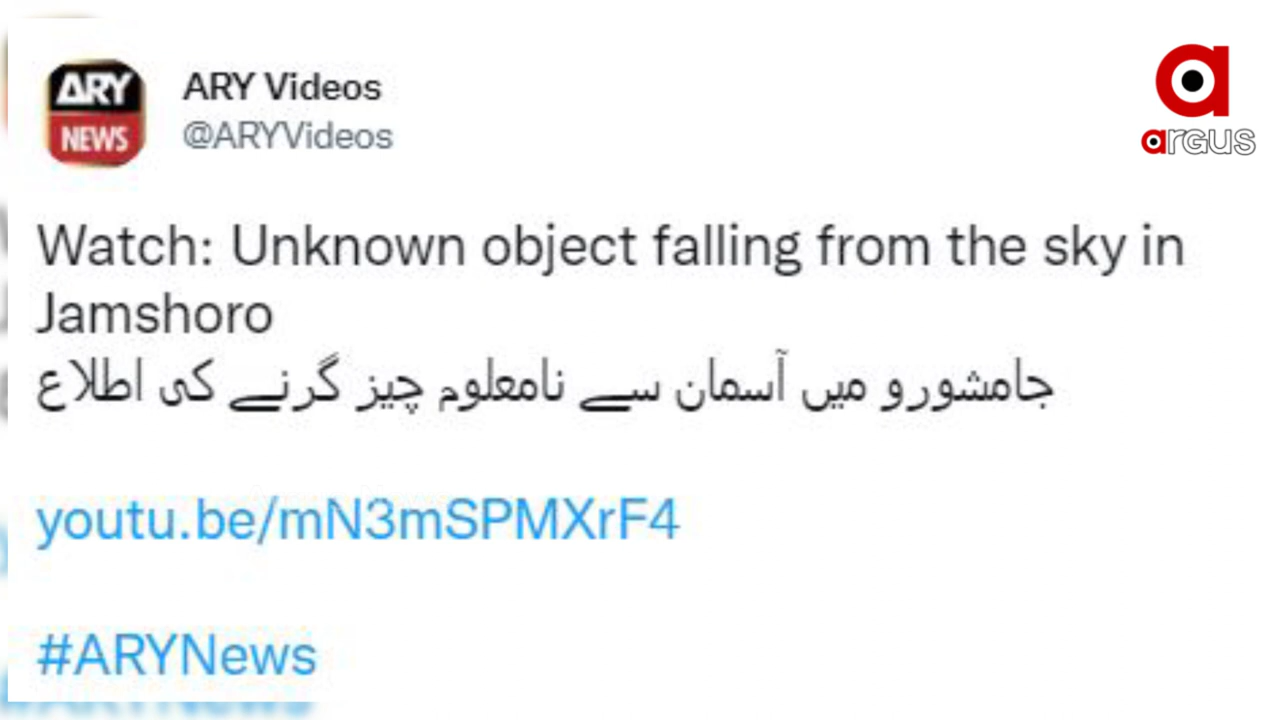 ARY
NEWS
ARY Videos
@ARYVideos
argus
Watch: Unknown object falling from the sky in
Jamshoro
جامشورو میں آسمان سے نامعلوم چیز گرنے کی اطلاع
youtu.be/mN3mSPMXrF4
#ARYNews